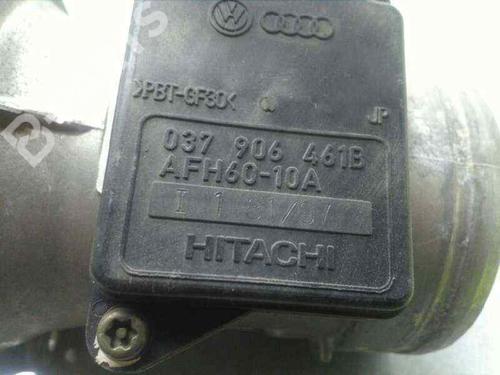 >PBT-GF30<
JP
037 906 461B
AFH60-10A
HITACHI